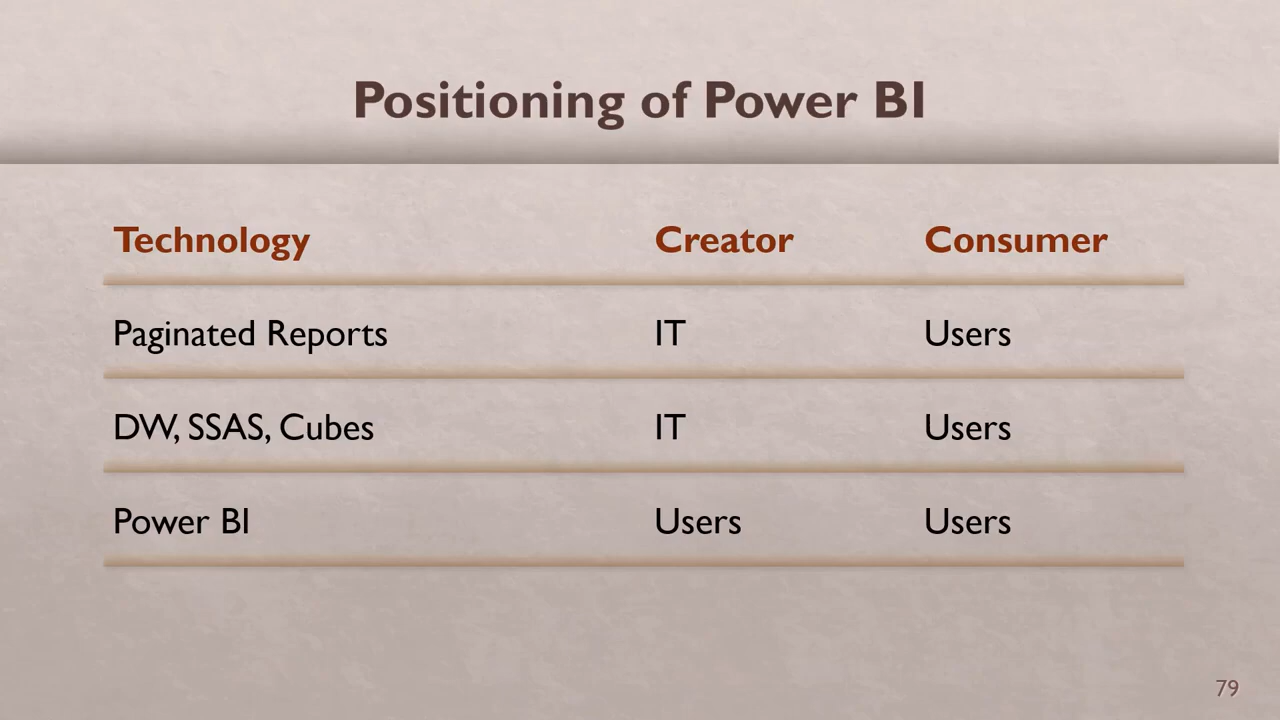 Positioning of Power BI
Technology Creator Consumer
Paginated Reports IT Users
DW, SSAS, Cubes IT Users
Power BI Users Users
79